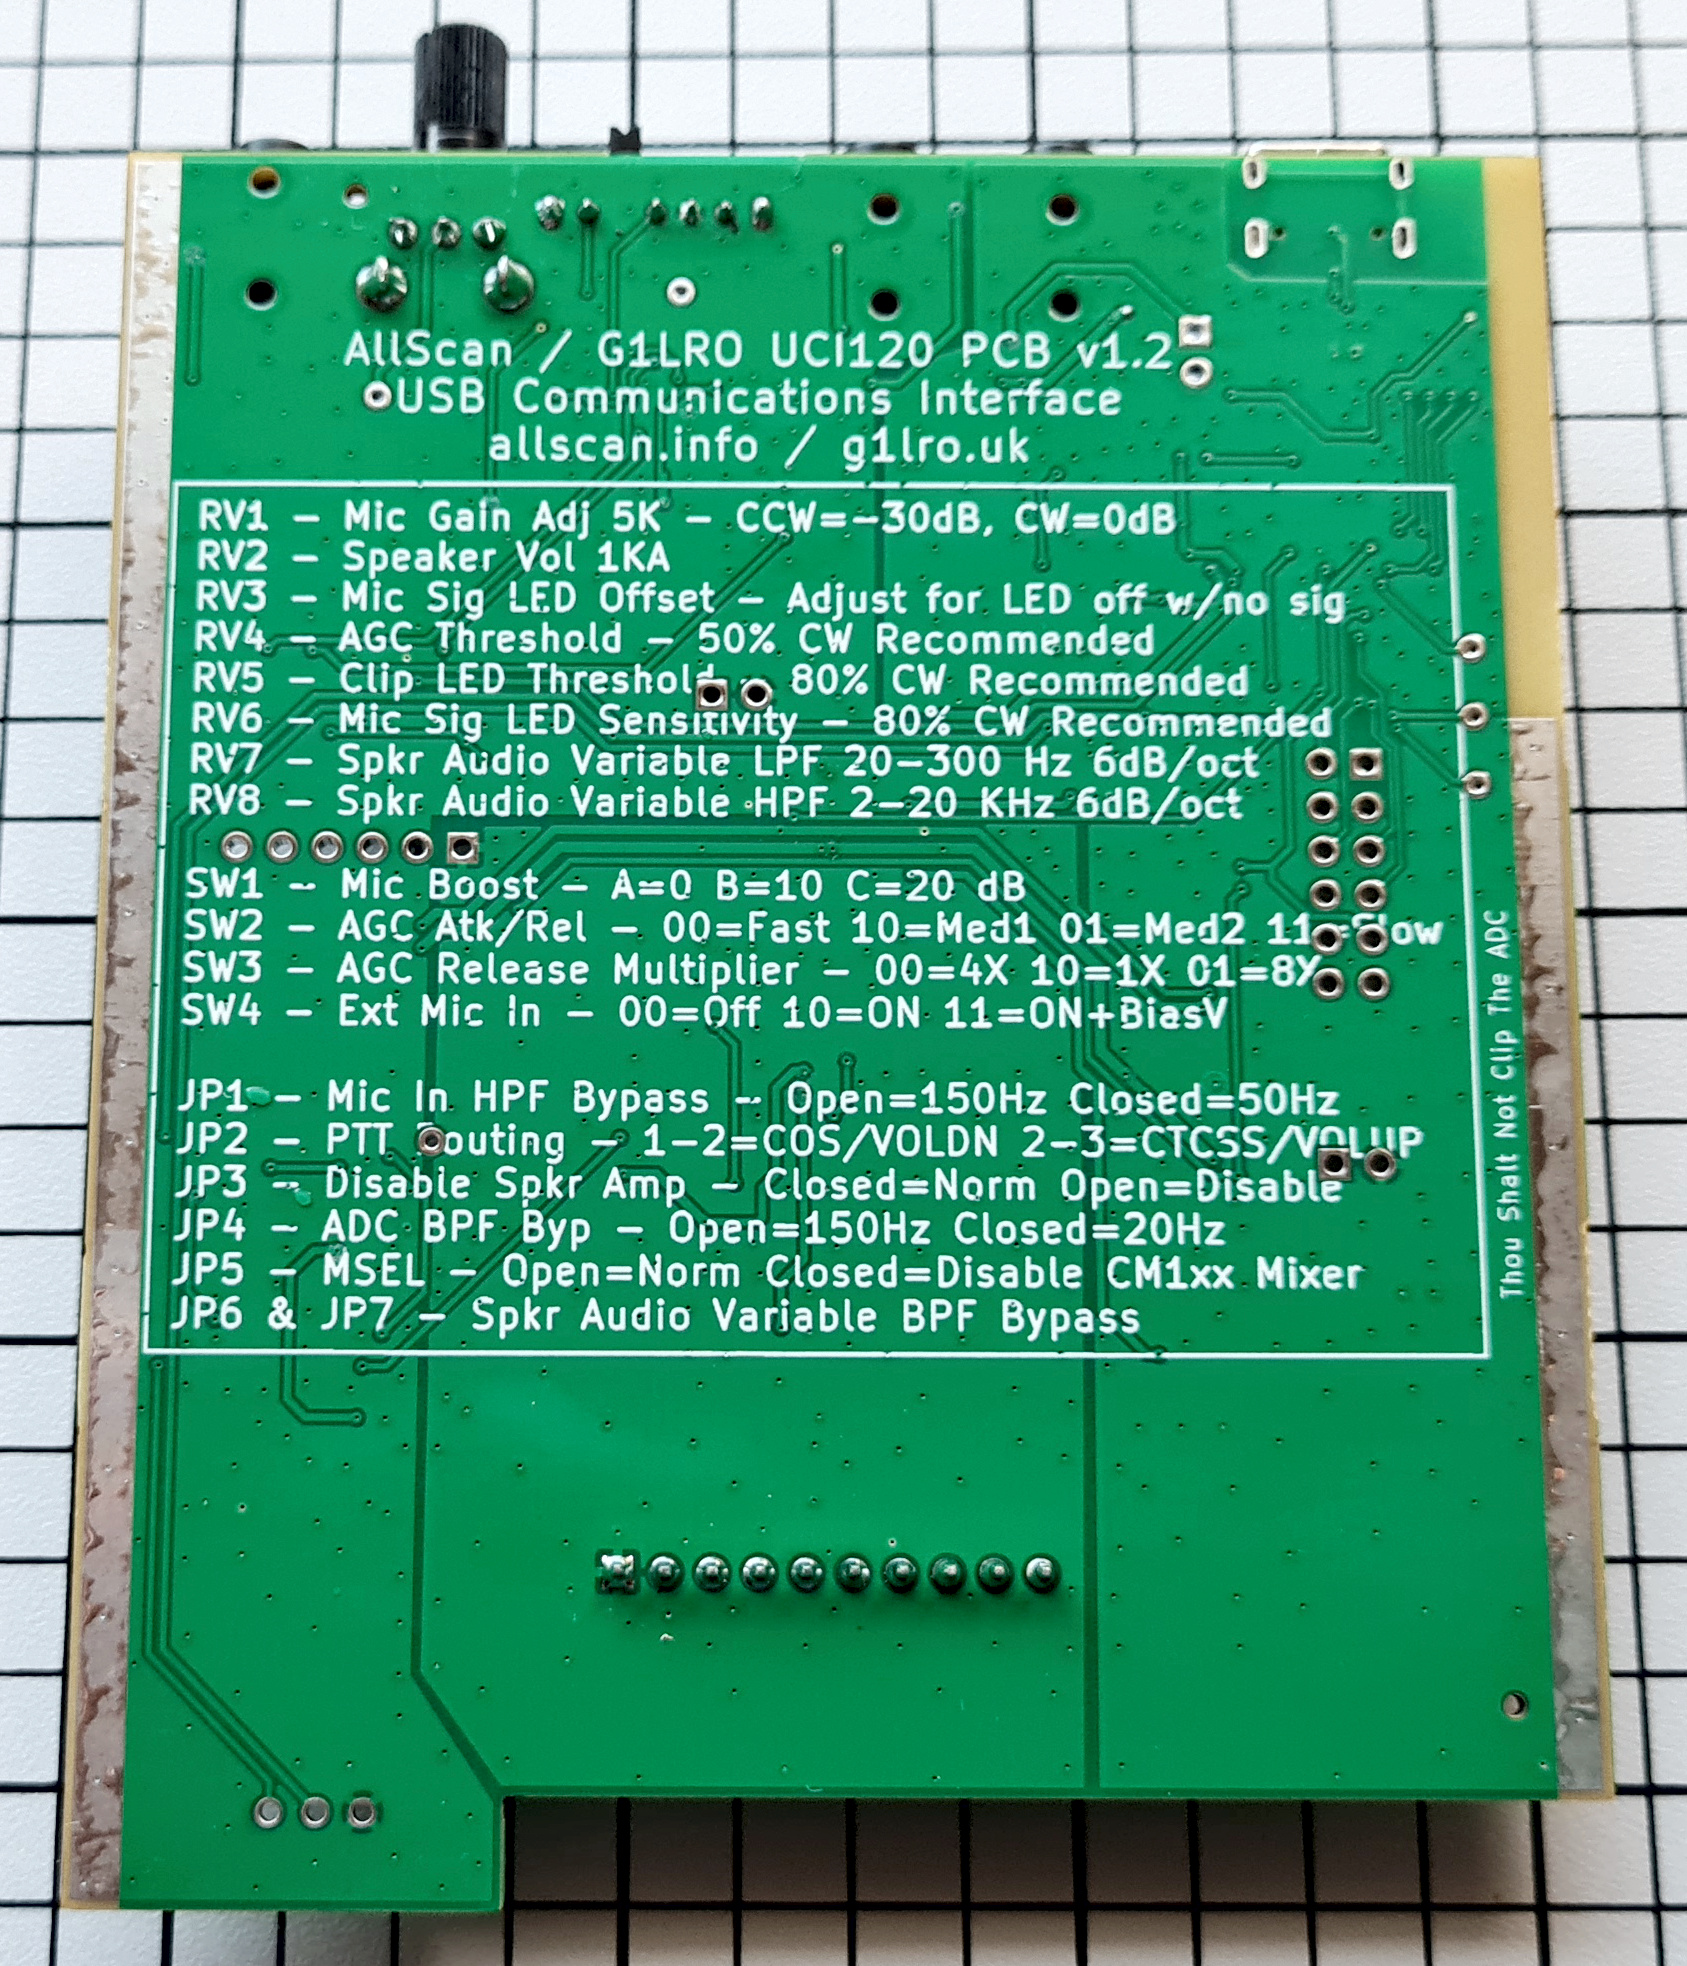 AllScan / G1LRO UCI120 PCB v1.2
USB Communications Interface
allscan.info / g1lro.uk
RV1 - Mic Gain Adj 5K - CCW=-30dB, CW=0dB
RV2 - Speaker Vol 1KA
RV3 - Mic Sig LED Offset - Adjust for LED off w/no sig
RV4 - AGC Threshold - 50% CW Recommended
RV5 - Clip LED Threshold - 80% CW Recommended
RV6 - Mic Sig LED Sensitivity - 80% CW Recommended
RV7 - Spkr Audio Variable LPF 20-300 Hz 6dB/oct
RV8 - Spkr Audio Variable HPF 2-20 KHz 6dB/oct
SW1 - Mic Boost - A=0 B=10 C=20 dB
SW2 - AGC Atk/Rel - 00=Fast 10=Med1 01=Med2 11=Slow
SW3 - AGC Release Multiplier - 00=4X 10=1X 01=8X
SW4 - Ext Mic In - 00=Off 10=ON 11=ON+BiasV
JP1 - Mic In HPF Bypass - Open=150Hz Closed=50Hz
JP2 - PTT Routing - 1-2=COS/VOLDN 2-3=CTCSS/VOLUP
JP3 - Disable Spkr Amp - Closed=Norm Open=Disable
JP4 - ADC BPF Byp - Open=150Hz Closed=20Hz
JP5 - MSEL - Open=Norm Closed=Disable CM1xx Mixer
JP6 & JP7 - Spkr Audio Variable BPF Bypass
Thou Shalt Not Clip The ADC